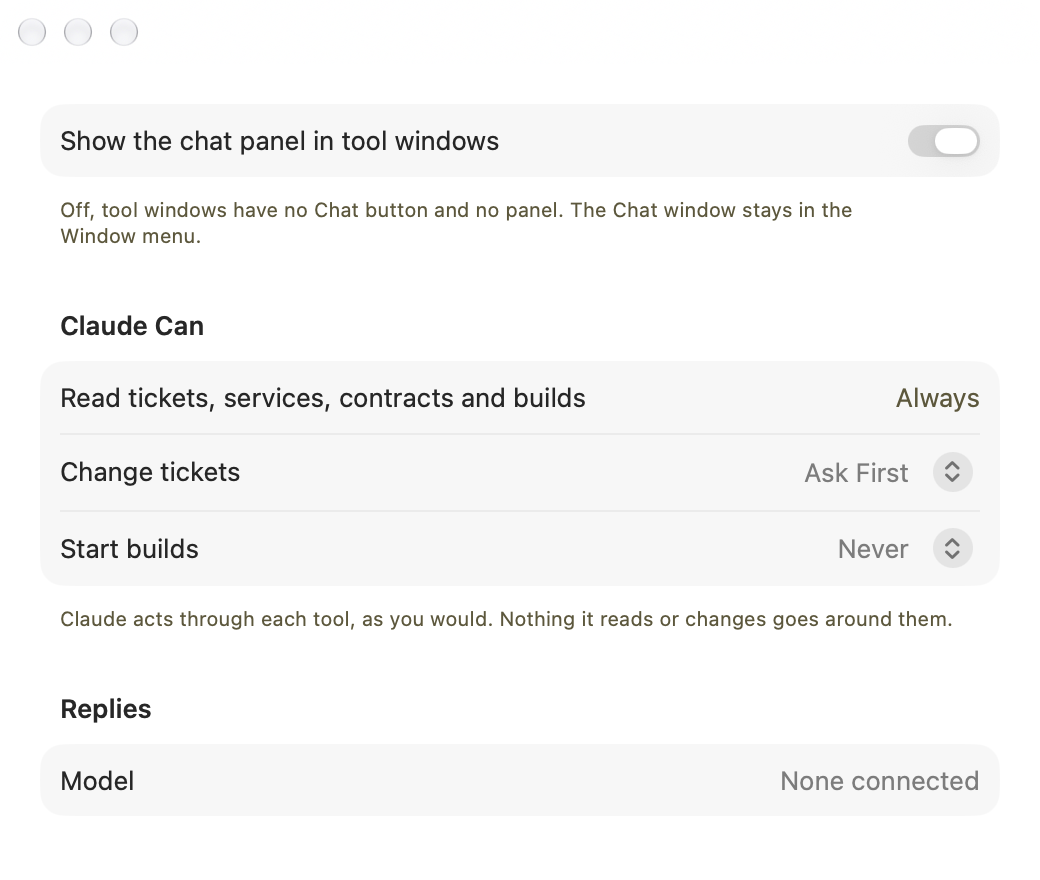 Show the chat panel in tool windows
Off, tool windows have no Chat button and no panel. The Chat window stays in the
Window menu.
Claude Can
Read tickets, services, contracts and builds Always
Change tickets Ask First
Start builds Never
Claude acts through each tool, as you would. Nothing it reads or changes goes around them.
Replies
Model None connected